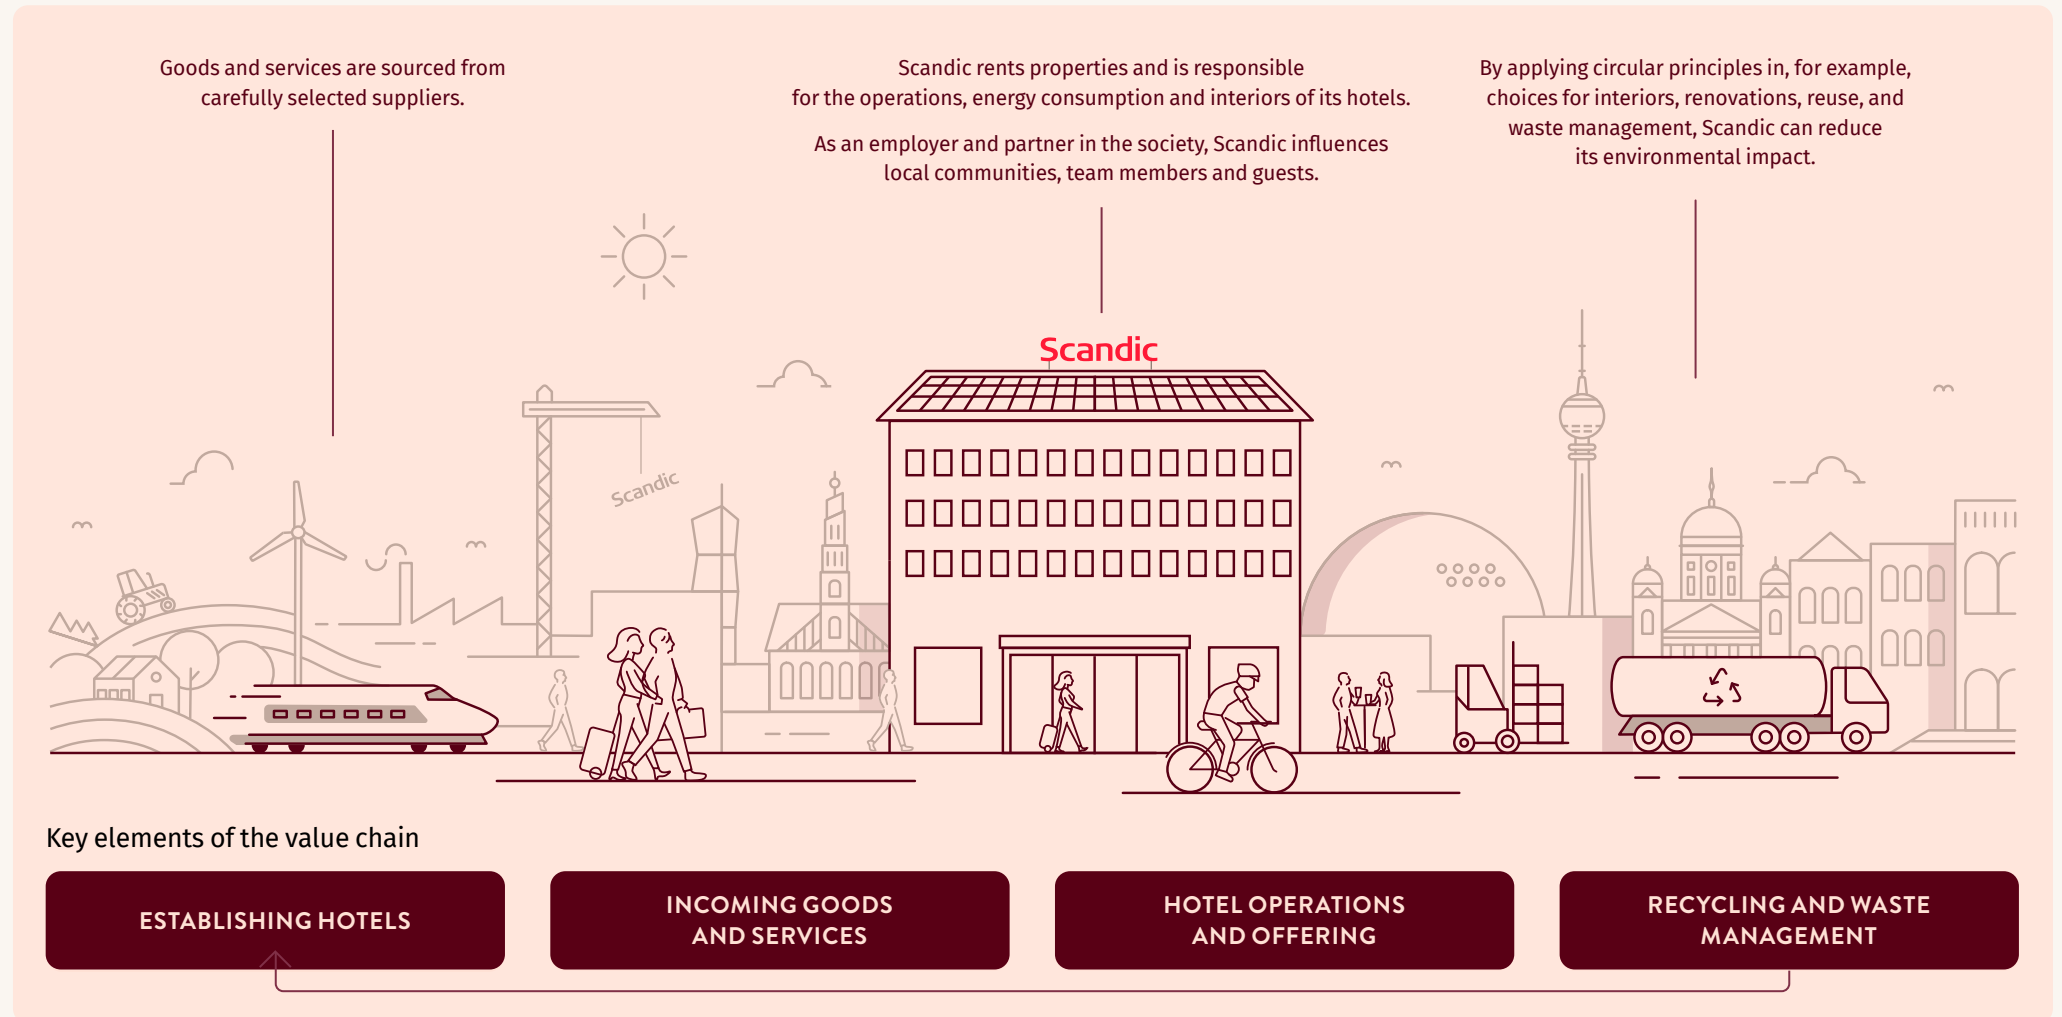 Goods and services are sourced from
carefully selected suppliers.
Scandic rents properties and is responsible
for the operations, energy consumption and interiors of its hotels.
As an employer and partner in the society, Scandic influences
local communities, team members and guests.
By applying circular principles in, for example,
choices for interiors, renovations, reuse, and
waste management, Scandic can reduce
its environmental impact.
Scandic
Scandic
Key elements of the value chain
ESTABLISHING HOTELS
INCOMING GOODS
AND SERVICES
HOTEL OPERATIONS
AND OFFERING
RECYCLING AND WASTE
MANAGEMENT